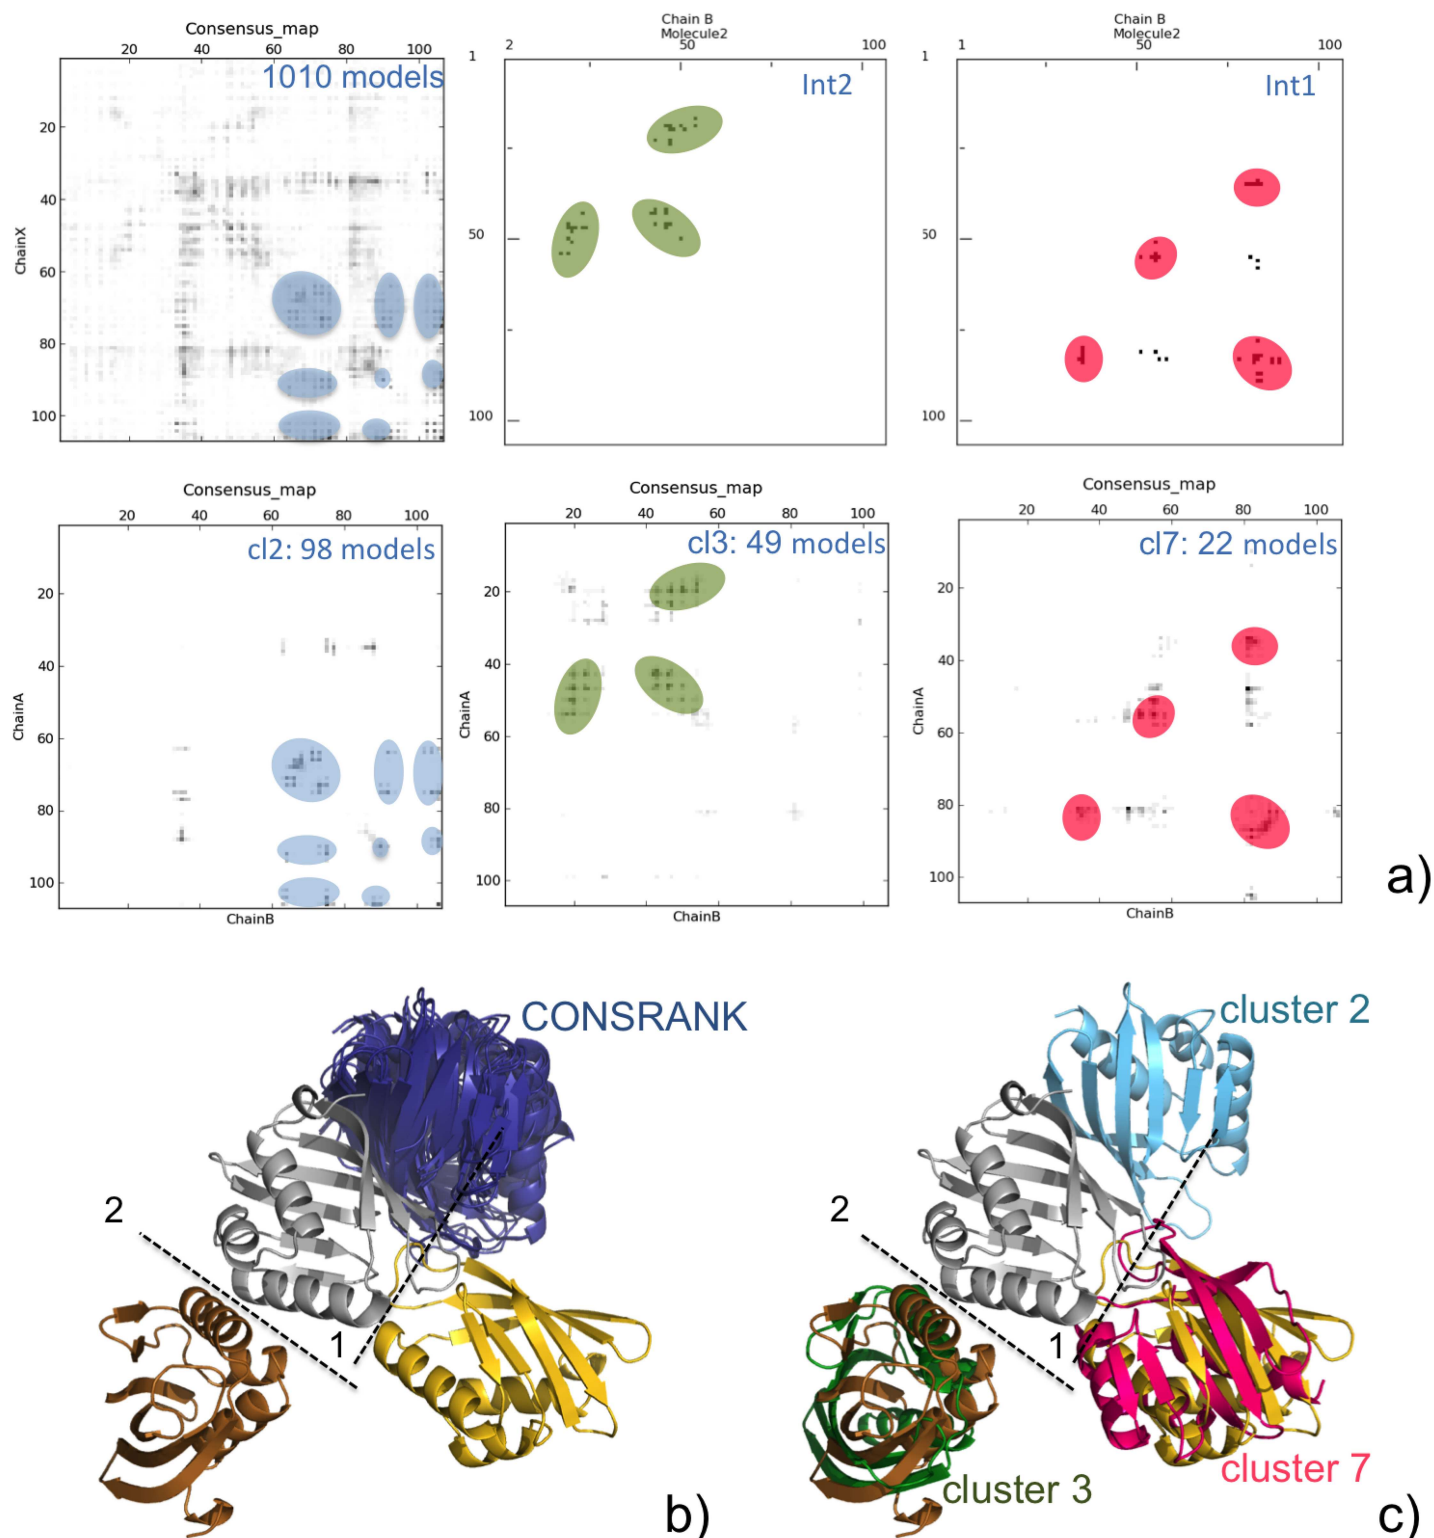 Consensus_map
20 40 60 80 100
1010 models
20
40
60
80
100
ChainX
Chain B
Molecule2
2 50 100
1
Int2
50
100
Chain B
Molecule2
1 50 100
1
Int1
50
100
Consensus_map
20 40 60 80 100
cl2: 98 models
20
40
60
80
100
ChainA
ChainB
Consensus_map
20 40 60 80 100
cl3: 49 models
20
40
60
80
100
ChainA
ChainB
Consensus_map
20 40 60 80 100
cl7: 22 models
20
40
60
80
100
ChainA
ChainB
a)
CONSRANK
2
1
b)
cluster 2
2
1
cluster 7
cluster 3
c)